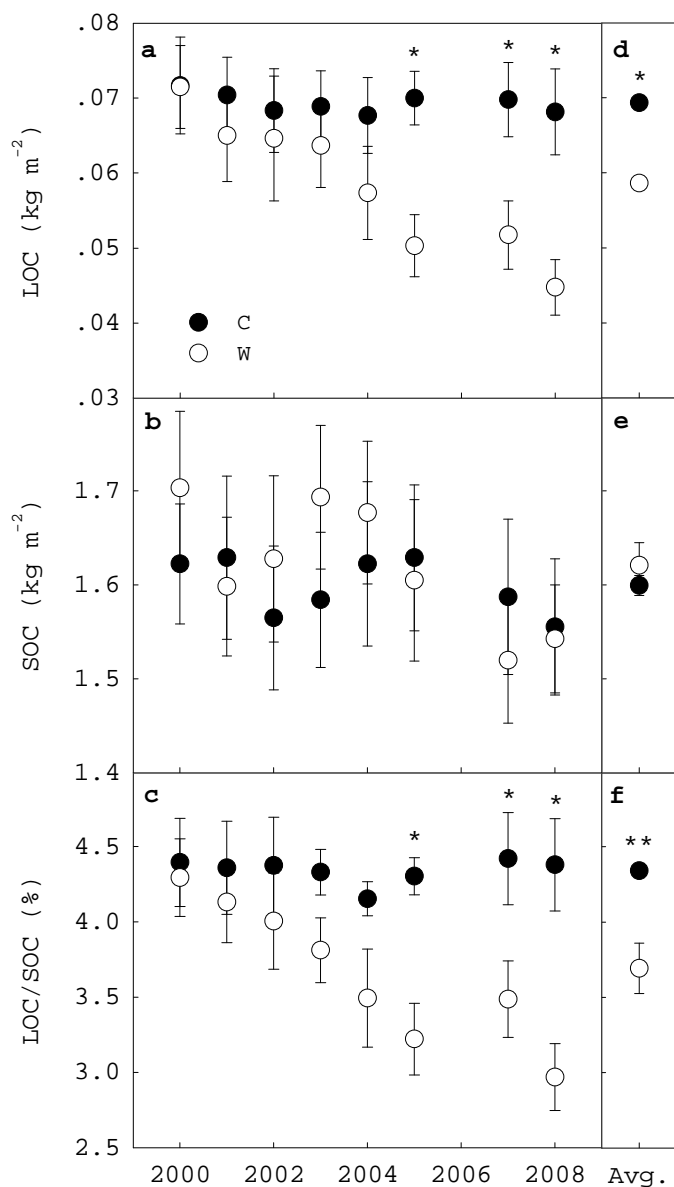 .08
a
*
*
*
d
*
.07
.06
.05
.04
.03
LOC (kg m⁻²)
C
W
b
e
1.7
1.6
1.5
1.4
SOC (kg m⁻²)
c
*
*
*
f
**
4.5
4.0
3.5
3.0
2.5
LOC/SOC (%)
2000 2002 2004 2006 2008 Avg.